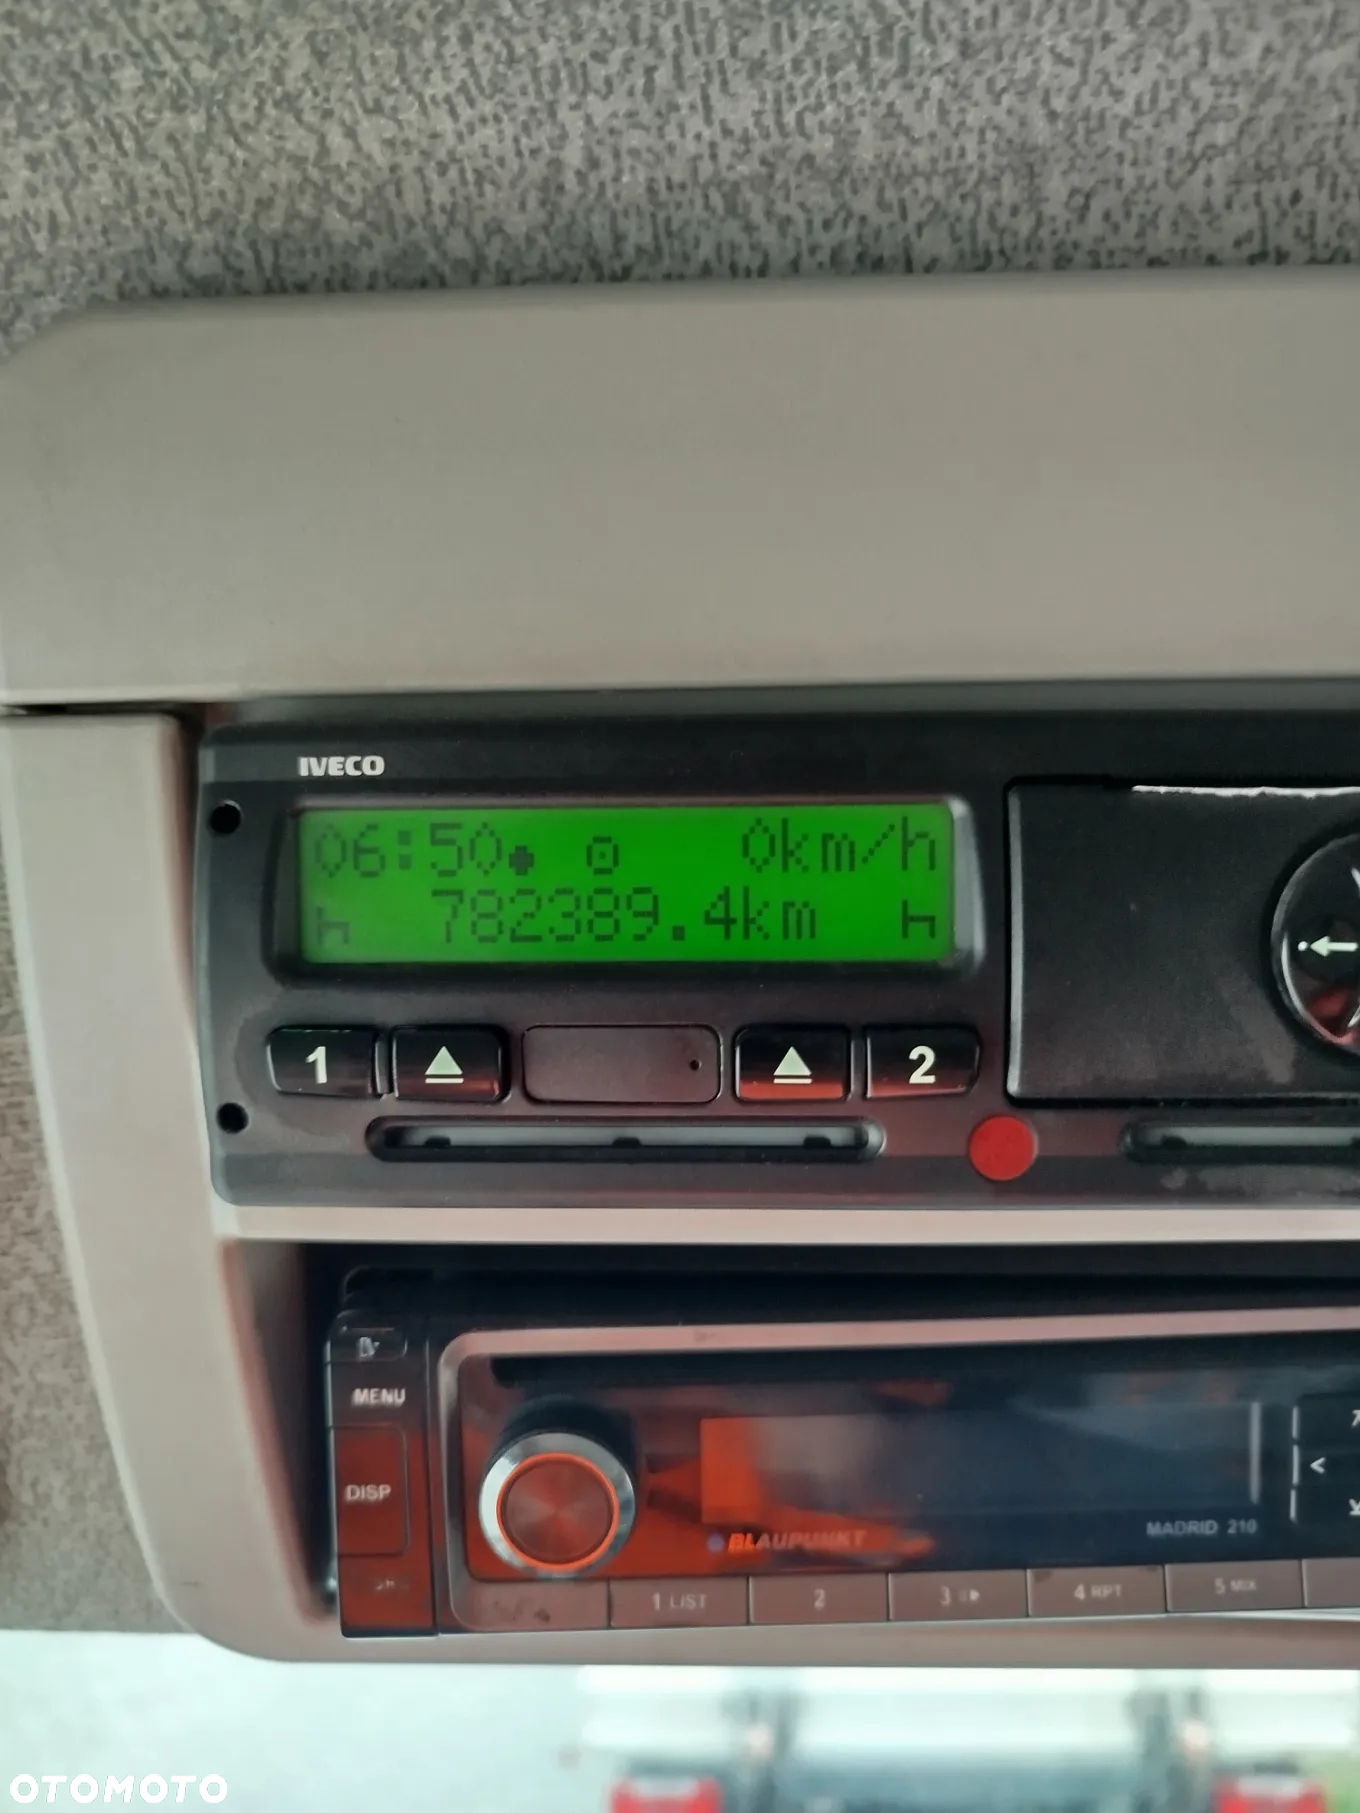 IVECO
06:50 0km/h
782389.4km
1 2
MENU
DISP
BLAUPUNKT
MADRID 210
1 LIST 2 3 4 RPT 5 MIX
OTOMOTO